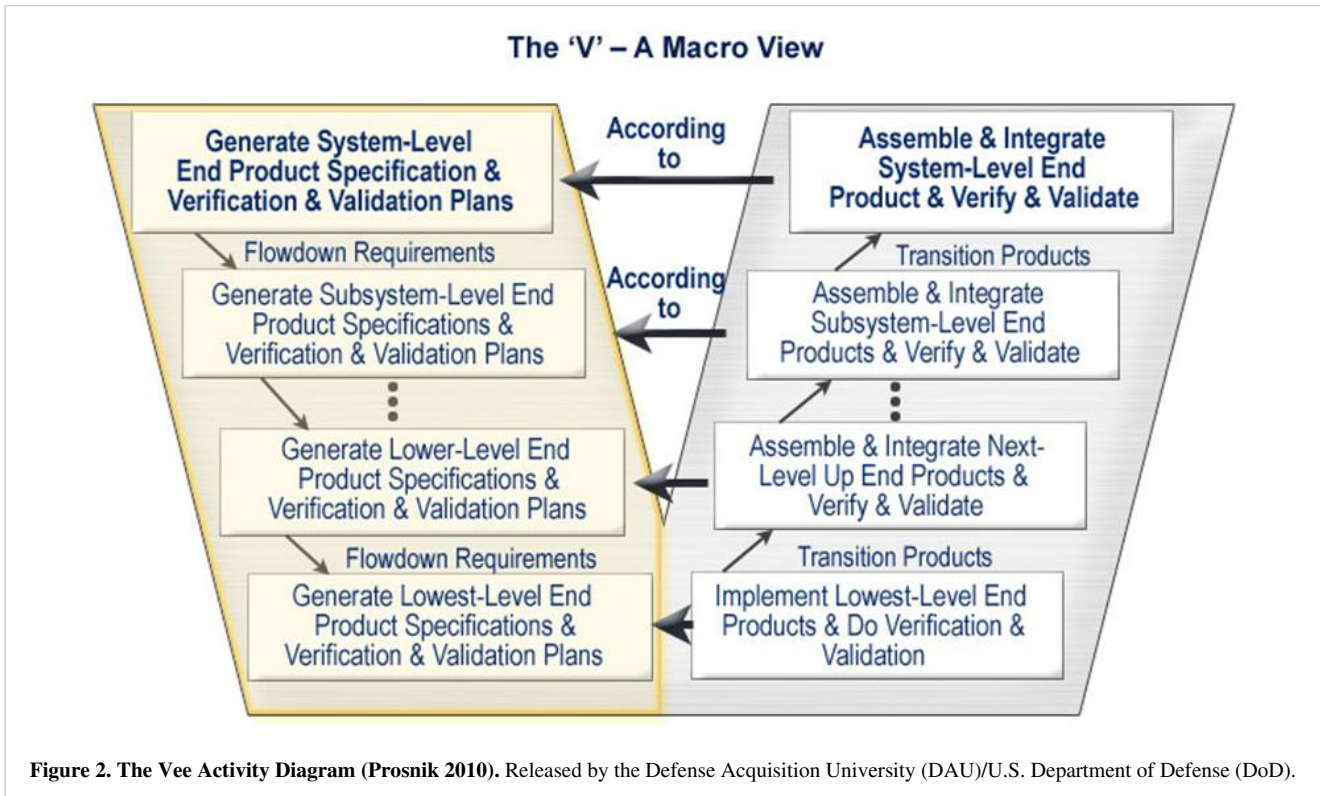 The ‘V’ – A Macro View
Generate System-Level
End Product Specification &
Verification & Validation Plans
According
to
Assemble & Integrate
System-Level End
Product & Verify & Validate
Flowdown Requirements
Transition Products
Generate Subsystem-Level End
Product Specifications &
Verification & Validation Plans
According
to
Assemble & Integrate
Subsystem-Level End
Products & Verify & Validate
Generate Lower-Level End
Product Specifications &
Verification & Validation Plans
Assemble & Integrate Next-
Level Up End Products &
Verify & Validate
Flowdown Requirements
Transition Products
Generate Lowest-Level End
Product Specifications &
Verification & Validation Plans
Implement Lowest-Level End
Products & Do Verification &
Validation
Figure 2. The Vee Activity Diagram (Prosnik 2010). Released by the Defense Acquisition University (DAU)/U.S. Department of Defense (DoD).